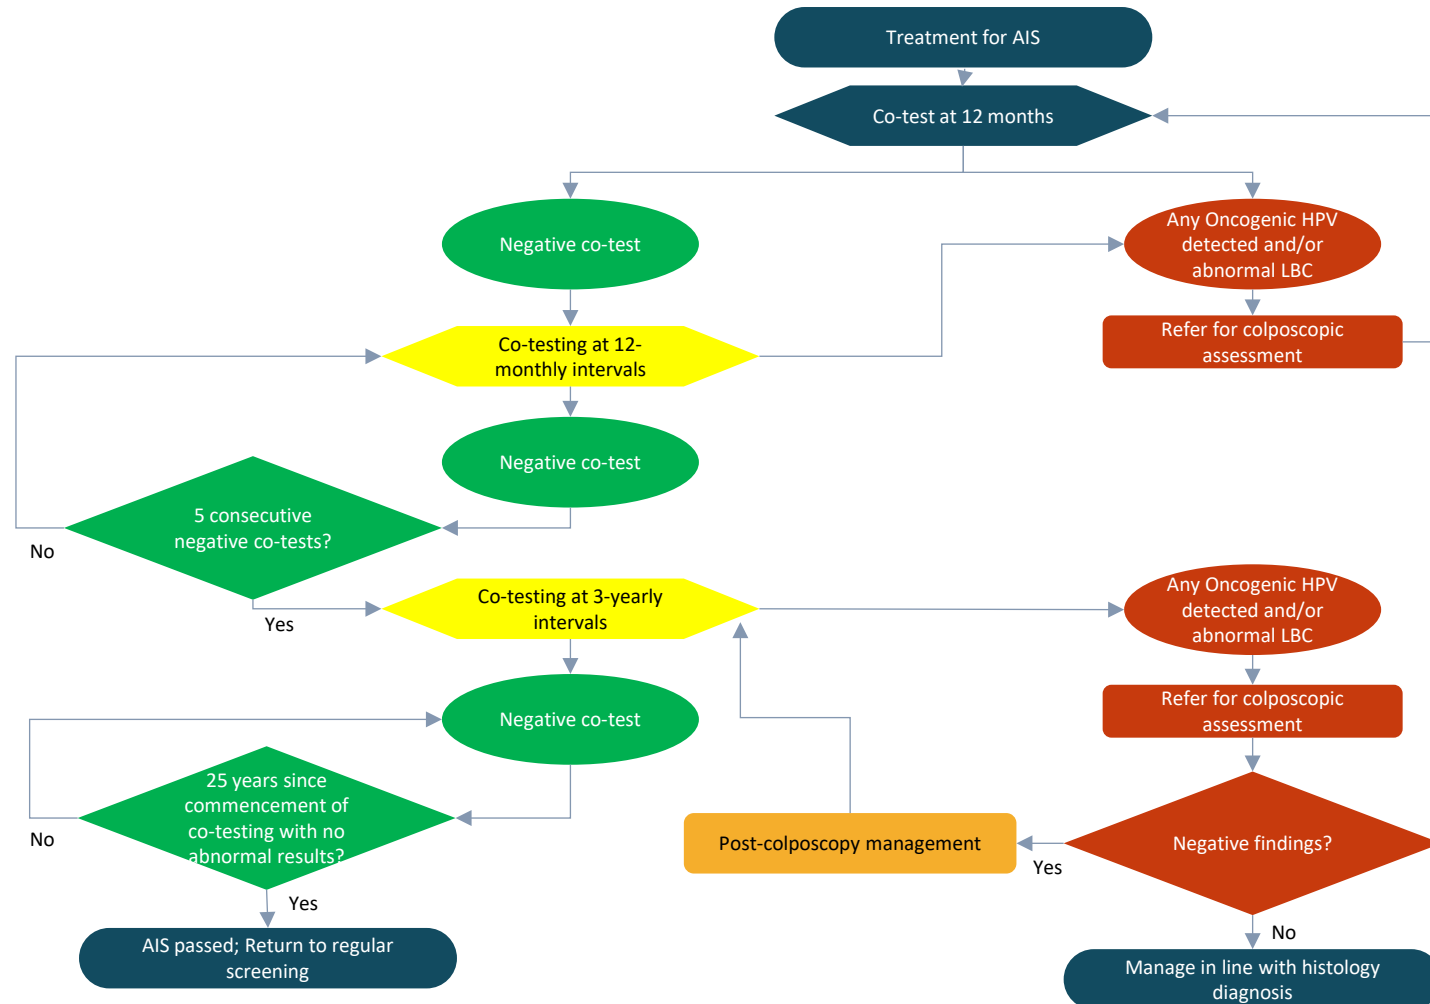 Treatment for AIS
Co-test at 12 months
Negative co-test
Any Oncogenic HPV
detected and/or
abnormal LBC
Co-testing at 12-
monthly intervals
Refer for colposcopic
assessment
Negative co-test
5 consecutive
negative co-tests?
No
Yes
Co-testing at 3-yearly
intervals
Any Oncogenic HPV
detected and/or
abnormal LBC
Negative co-test
Refer for colposcopic
assessment
25 years since
commencement of
co-testing with no
abnormal results?
No
Yes
Post-colposcopy management
Yes
Negative findings?
No
AIS passed; Return to regular
screening
Manage in line with histology
diagnosis